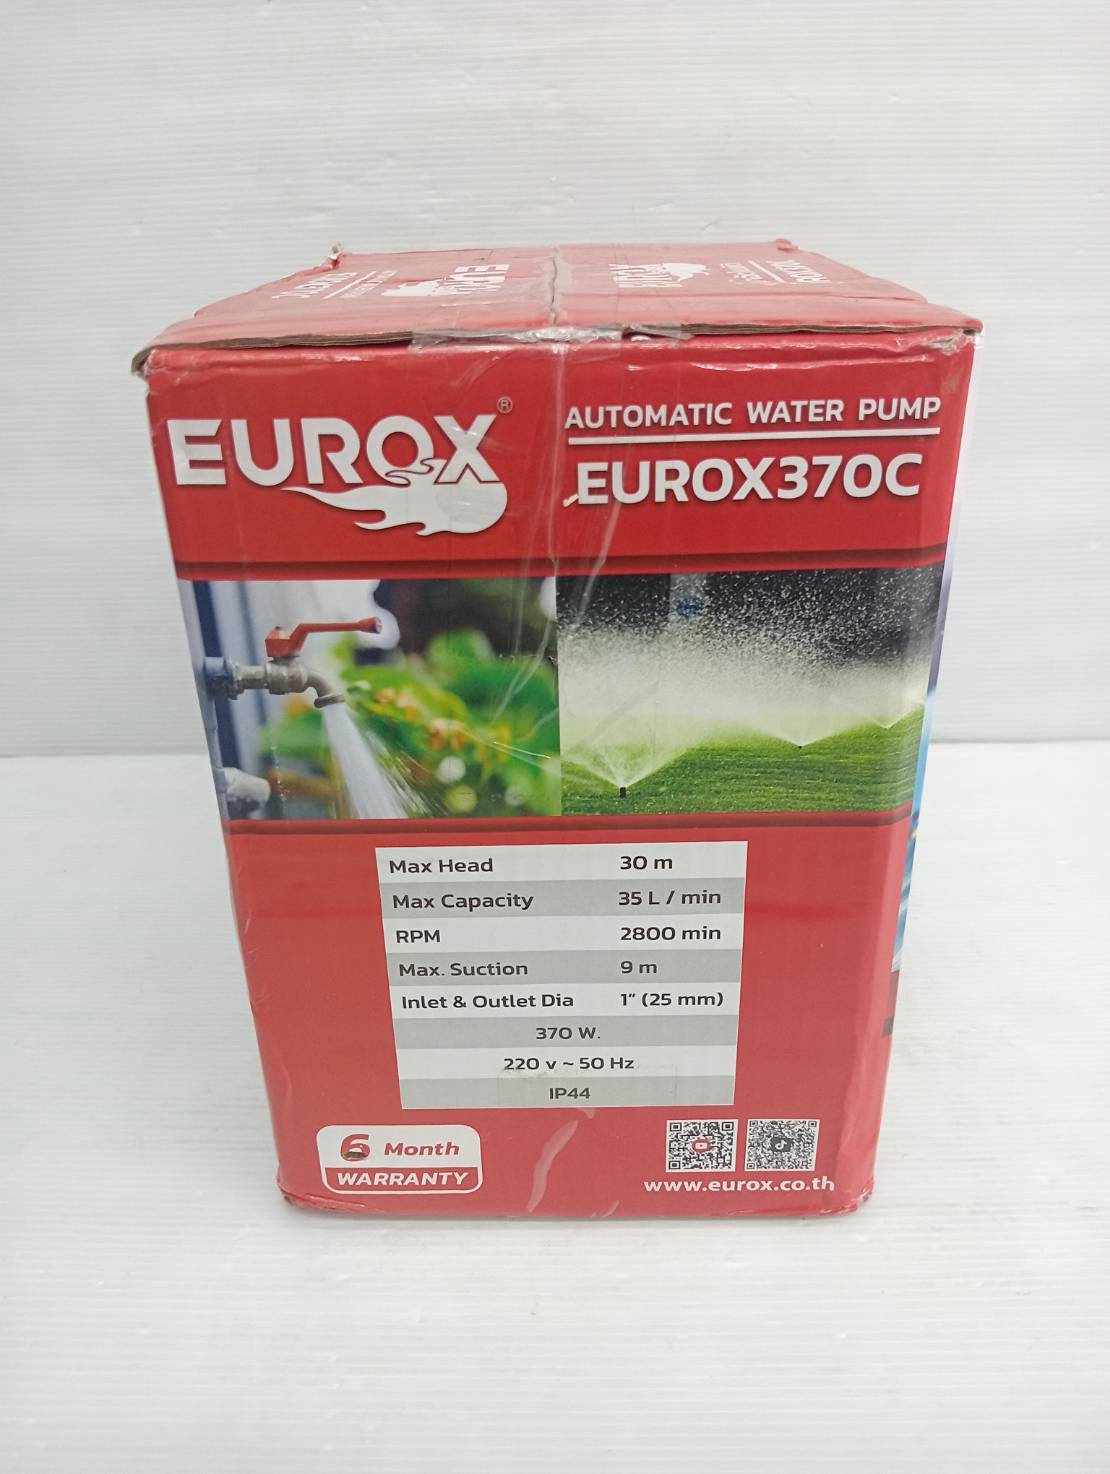 EUROX
EUROX®
AUTOMATIC WATER PUMP
EUROX370C
Max Head 30 m
Max Capacity 35 L / min
RPM 2800 min
Max. Suction 9 m
Inlet & Outlet Dia 1" (25 mm)
370 W.
220 v ~ 50 Hz
IP44
6 Month
WARRANTY
www.eurox.co.th